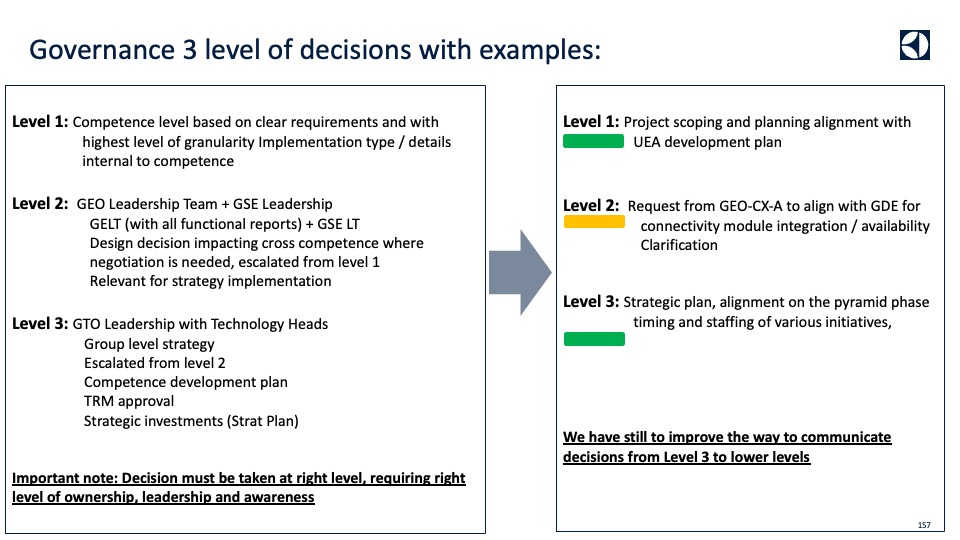 Governance 3 level of decisions with examples:
Level 1: Competence level based on clear requirements and with
highest level of granularity Implementation type / details
internal to competence
Level 2: GEO Leadership Team + GSE Leadership
GELT (with all functional reports) + GSE LT
Design decision impacting cross competence where
negotiation is needed, escalated from level 1
Relevant for strategy implementation
Level 3: GTO Leadership with Technology Heads
Group level strategy
Escalated from level 2
Competence development plan
TRM approval
Strategic investments (Strat Plan)
Important note: Decision must be taken at right level, requiring right
level of ownership, leadership and awareness
Level 1: Project scoping and planning alignment with
UEA development plan
Level 2: Request from GEO-CX-A to align with GDE for
connectivity module integration / availability
Clarification
Level 3: Strategic plan, alignment on the pyramid phase
timing and staffing of various initiatives,
We have still to improve the way to communicate
decisions from Level 3 to lower levels
157